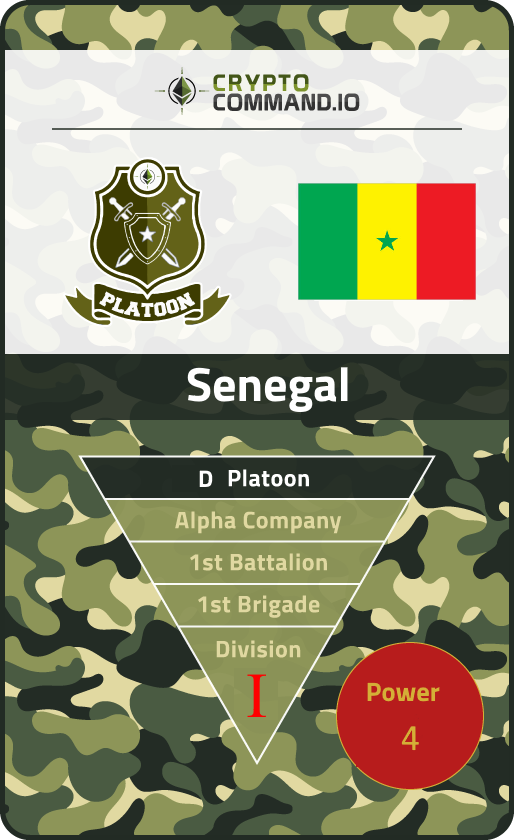 CRYPTO
COMMAND.IO
PLATOON
Senegal
D Platoon
Alpha Company
1st Battalion
1st Brigade
Division
I
Power
4